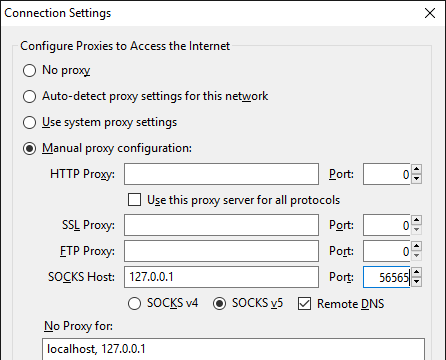 Connection Settings
Configure Proxies to Access the Internet
No proxy
Auto-detect proxy settings for this network
Use system proxy settings
Manual proxy configuration:
HTTP Proxy: Port: 0
Use this proxy server for all protocols
SSL Proxy: Port: 0
FTP Proxy: Port: 0
SOCKS Host: 127.0.0.1 Port: 56565
SOCKS v4 SOCKS v5 Remote DNS
No Proxy for:
localhost, 127.0.0.1